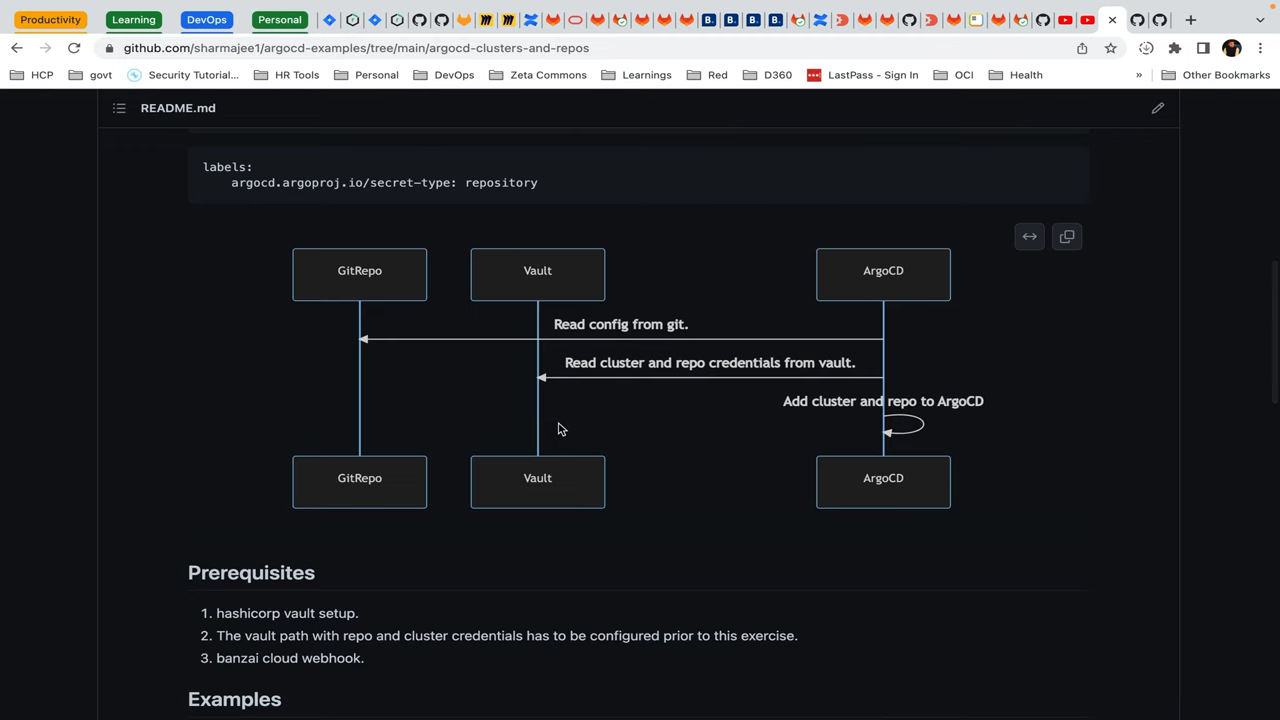 Productivity
Learning
DevOps
Personal
github.com/sharmajee1/argocd-examples/tree/main/argocd-clusters-and-repos
HCP
govt
Security Tutorial...
HR Tools
Personal
DevOps
Zeta Commons
Learnings
Red
D360
LastPass - Sign In
OCI
Health
»
Other Bookmarks
README.md
labels:
argocd.argoproj.io/secret-type: repository
GitRepo
Vault
ArgoCD
Read config from git.
Read cluster and repo credentials from vault.
Add cluster and repo to ArgoCD
GitRepo
Vault
ArgoCD
Prerequisites
1. hashicorp vault setup.
2. The vault path with repo and cluster credentials has to be configured prior to this exercise.
3. banzai cloud webhook.
Examples